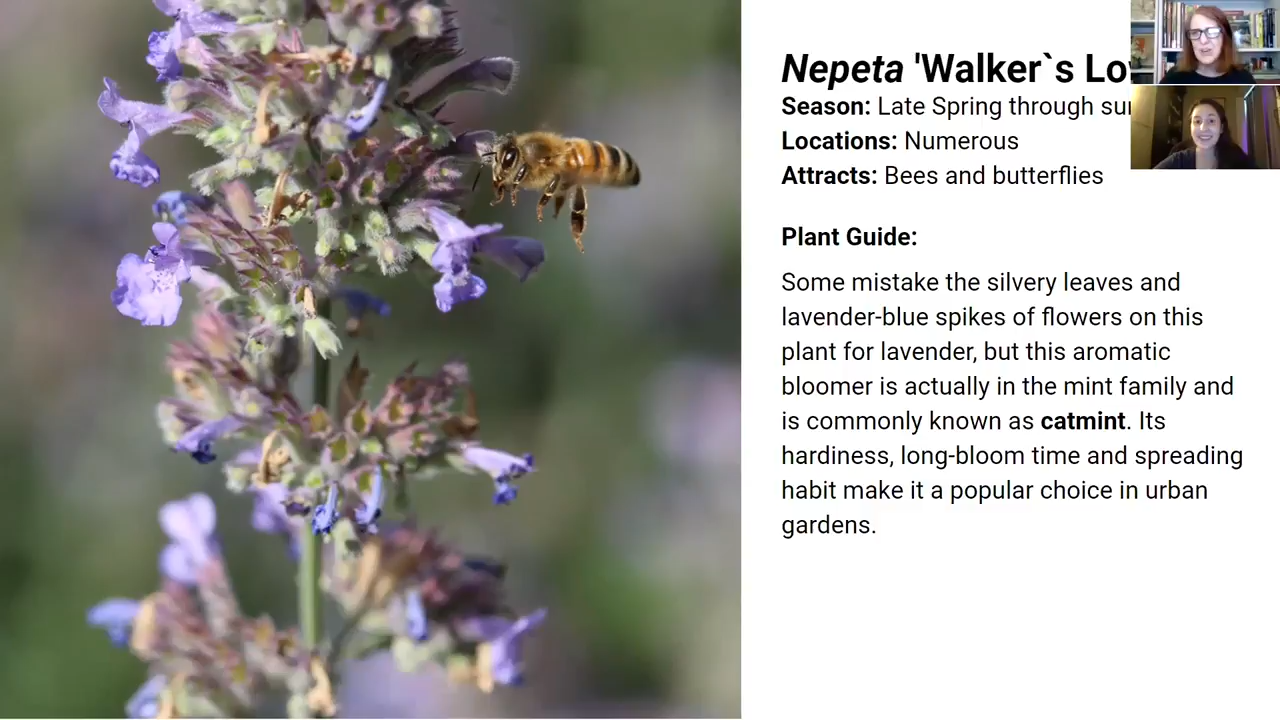 Nepeta 'Walker`s Lo
Season: Late Spring through su
Locations: Numerous
Attracts: Bees and butterflies
Plant Guide:
Some mistake the silvery leaves and
lavender-blue spikes of flowers on this
plant for lavender, but this aromatic
bloomer is actually in the mint family and
is commonly known as catmint. Its
hardiness, long-bloom time and spreading
habit make it a popular choice in urban
gardens.